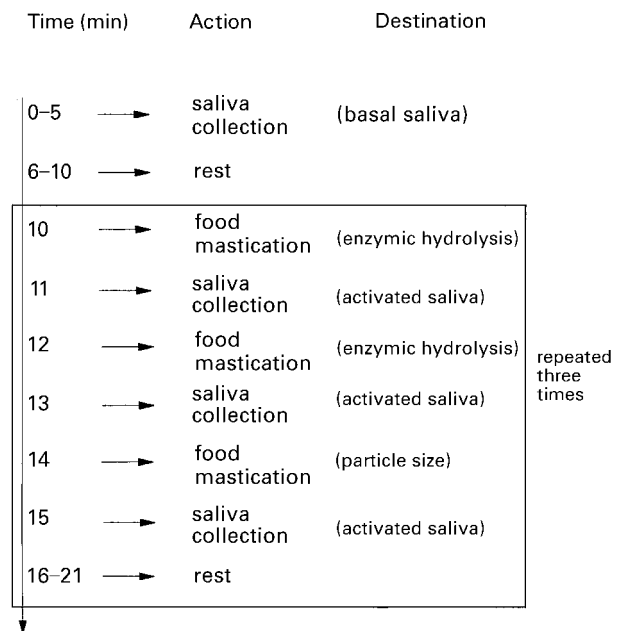 Time (min) Action Destination
0–5 saliva collection (basal saliva)
6–10 rest
10 food mastication (enzymic hydrolysis)
11 saliva collection (activated saliva)
12 food mastication (enzymic hydrolysis)
13 saliva collection (activated saliva)
14 food mastication (particle size)
15 saliva collection (activated saliva)
16–21 rest
repeated
three
times